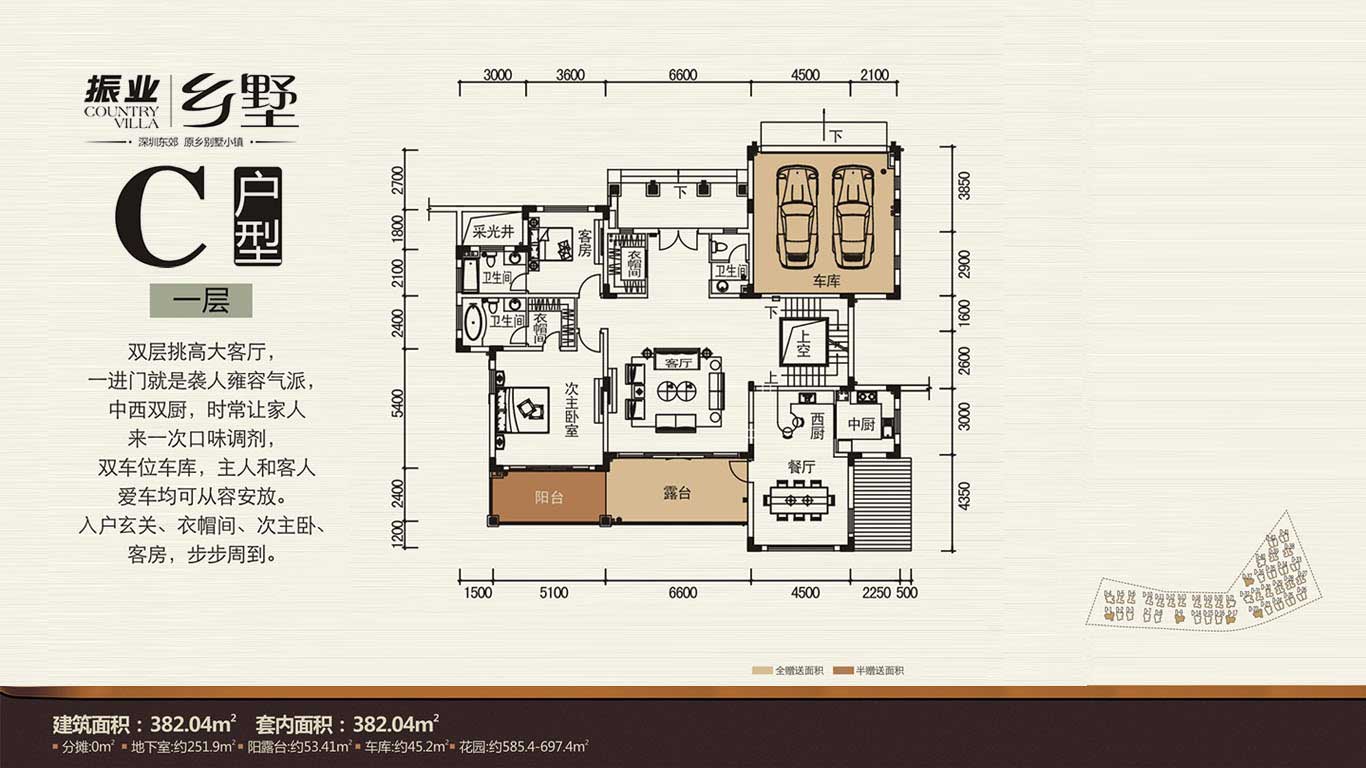 振业 乡墅
COUNTRY
VILLA
深圳东郊 原乡别墅小镇
C 户型
一层
双层挑高大客厅，
一进门就是袭人雍容气派，
中西双厨，时常让家人
来一次口味调剂，
双车位车库，主人和客人
爱车均可从容安放。
入户玄关、衣帽间、次主卧、
客房，步步周到。
3000 3600 6600 4500 2100
2700
1800
2100
2400
5400
2400
1200
3850
2900
1600
2600
3000
4350
下
下
采光井
客房
衣帽间
卫生间
车库
卫生间
卫生间
衣帽间
下
上空
上
客厅
次主卧室
西厨
中厨
餐厅
阳台
露台
1500 5100 6600 4500 2250 500
全赠送面积 半赠送面积
建筑面积：382.04㎡ 套内面积：382.04㎡
分摊:0㎡ 地下室:约251.9㎡ 阳露台:约53.41㎡ 车库:约45.2㎡ 花园:约585.4-697.4㎡